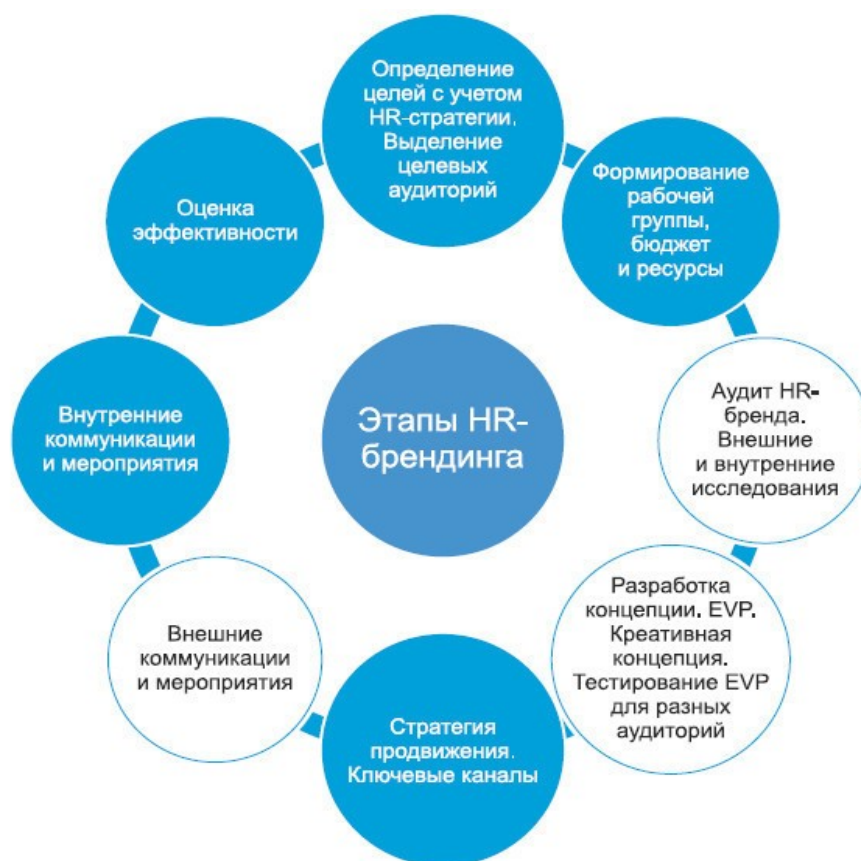 Определение
целей с учетом
HR-стратегии.
Выделение
целевых
аудиторий
Формирование
рабочей
группы,
бюджет
и ресурсы
Аудит HR-
бренда.
Внешние
и внутренние
исследования
Разработка
концепции. EVP.
Креативная
концепция.
Тестирование EVP
для разных
аудиторий
Стратегия
продвижения.
Ключевые каналы
Внешние
коммуникации
и мероприятия
Внутренние
коммуникации
и мероприятия
Оценка
эффективности
Этапы HR-
брендинга